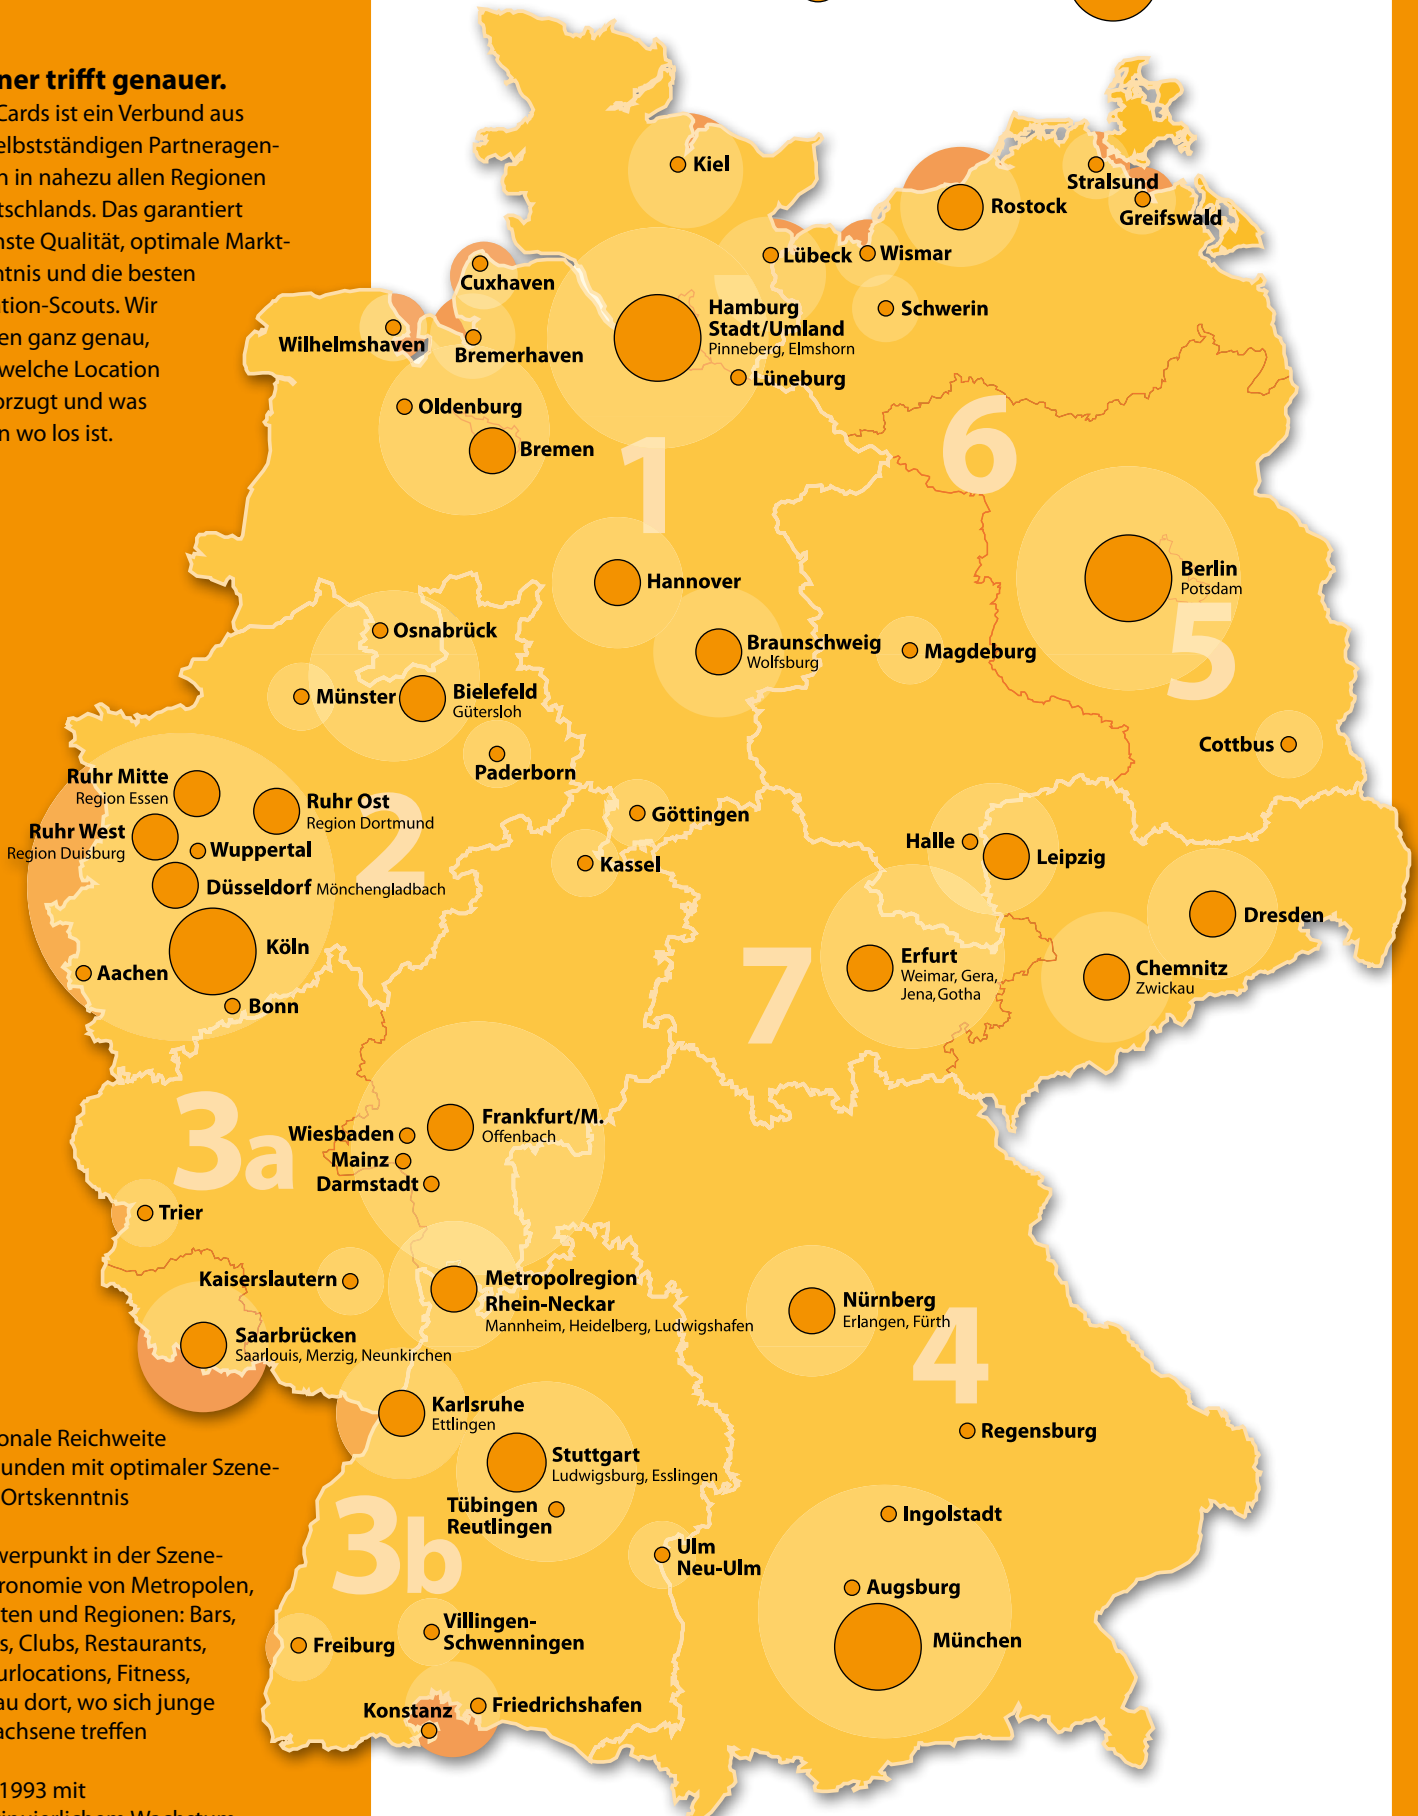 ner trifft genauer.
Cards ist ein Verbund aus
elbstständigen Partneragen-
n in nahezu allen Regionen
tschlands. Das garantiert
nste Qualität, optimale Markt-
ntnis und die besten
tion-Scouts. Wir
en ganz genau,
welche Location
orzugt und was
n wo los ist.
Kiel
Stralsund
Rostock
Greifswald
Lübeck
Wismar
Cuxhaven
Schwerin
Hamburg
Stadt/Umland
Pinneberg, Elmshorn
Wilhelmshaven
Bremerhaven
Lüneburg
Oldenburg
Bremen
1
6
Hannover
Berlin
Potsdam
5
Osnabrück
Braunschweig
Wolfsburg
Magdeburg
Münster
Bielefeld
Gütersloh
Cottbus
Paderborn
Ruhr Mitte
Region Essen
Ruhr Ost
Region Dortmund
2
Göttingen
Ruhr West
Region Duisburg
Wuppertal
Halle
Leipzig
Kassel
Düsseldorf Mönchengladbach
Dresden
Köln
7
Erfurt
Weimar, Gera,
Jena, Gotha
Chemnitz
Zwickau
Aachen
Bonn
3a
Frankfurt/M.
Offenbach
Wiesbaden
Mainz
Darmstadt
Trier
Kaiserslautern
Metropolregion
Rhein-Neckar
Mannheim, Heidelberg, Ludwigshafen
Nürnberg
Erlangen, Fürth
4
Saarbrücken
Saarlouis, Merzig, Neunkirchen
Karlsruhe
Ettlingen
Regensburg
Stuttgart
Ludwigsburg, Esslingen
Tübingen
Reutlingen
Ingolstadt
3b
Ulm
Neu-Ulm
Augsburg
Villingen-
Schwenningen
Freiburg
München
Friedrichshafen
Konstanz
onale Reichweite
unden mit optimaler Szene-
Ortskenntnis
werpunkt in der Szene-
ronomie von Metropolen,
ten und Regionen: Bars,
s, Clubs, Restaurants,
urlocations, Fitness,
au dort, wo sich junge
achsene treffen
1993 mit